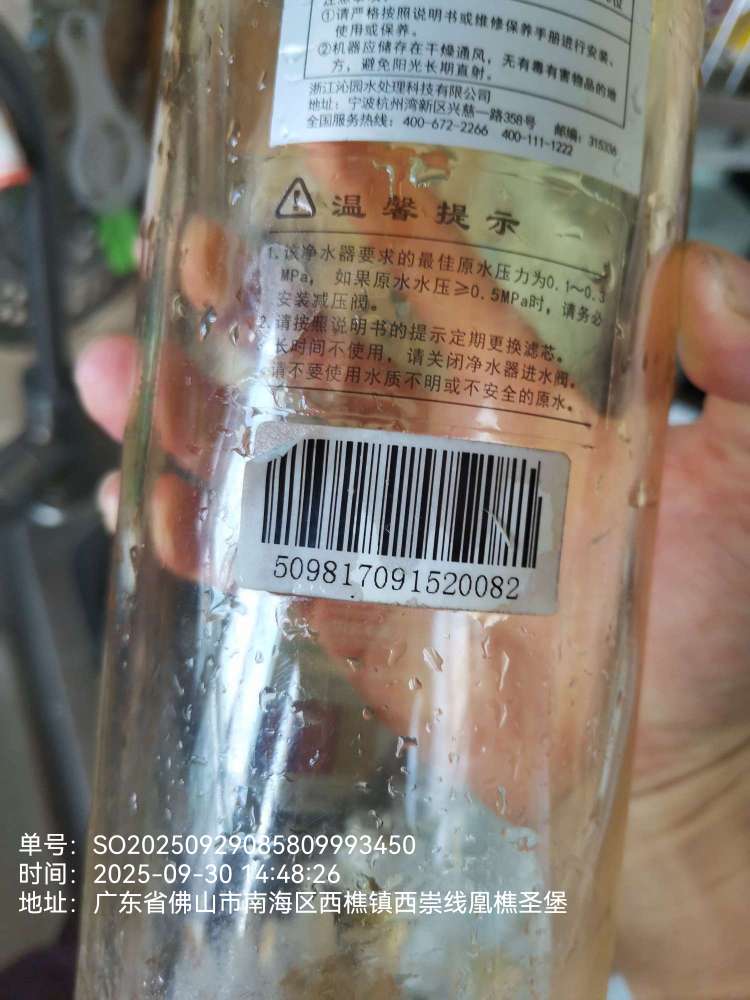 ①请严格按照说明书或维修保养手册进行安装、
使用或保养。
②机器应储存在干燥通风，无有毒有害物品的地
方，避免阳光长期直射。
浙江沁园水处理科技有限公司
地址：宁波杭州湾新区兴慈一路358号 邮编：315336
全国服务热线：400-672-2266 400-111-1222
温馨提示
1.该净水器要求的最佳原水压力为0.1~0.3
MPa，如果原水水压≥0.5MPa时，请务必
安装减压阀。
2.请按照说明书的提示定期更换滤芯。
长时间不使用，请关闭净水器进水阀。
请不要使用水质不明或不安全的原水。
509817091520082
单号：SO20250929085809993450
时间：2025-09-30 14:48:26
地址：广东省佛山市南海区西樵镇西崇线凰樵圣堡